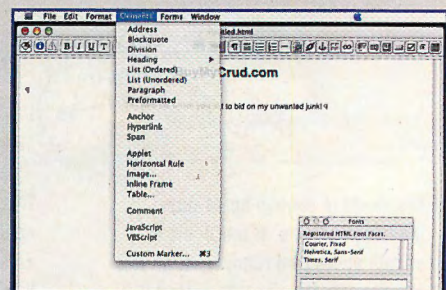 File Edit Format Elements Forms Window
titled.html
B I U T
Address
Blockquote
Division
Heading
List (Ordered)
List (Unordered)
Paragraph
Preformatted
Anchor
Hyperlink
Span
Applet
Horizontal Rule
Image...
Inline Frame
Table...
Comment
JavaScript
VBScript
Custom Marker... ⌘3
uyMyCrud.com
to bid on my unwanted junk!
Fonts
Registered HTML Font Faces.
Courier, Fixed
Helvetica, Sans-Serif
Times, Serif